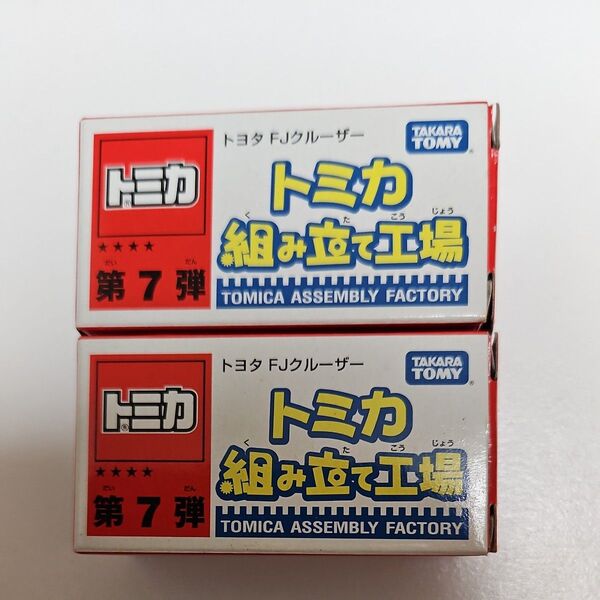 トヨタ FJクルーザー
TAKARA TOMY
トミカ
トミカ
く た こう じょう
組み立て工場
★★★★
だい だん
第7弾
TOMICA ASSEMBLY FACTORY
トヨタ FJクルーザー
TAKARA TOMY
トミカ
トミカ
く た こう じょう
組み立て工場
★★★★
だい だん
第7弾
TOMICA ASSEMBLY FACTORY